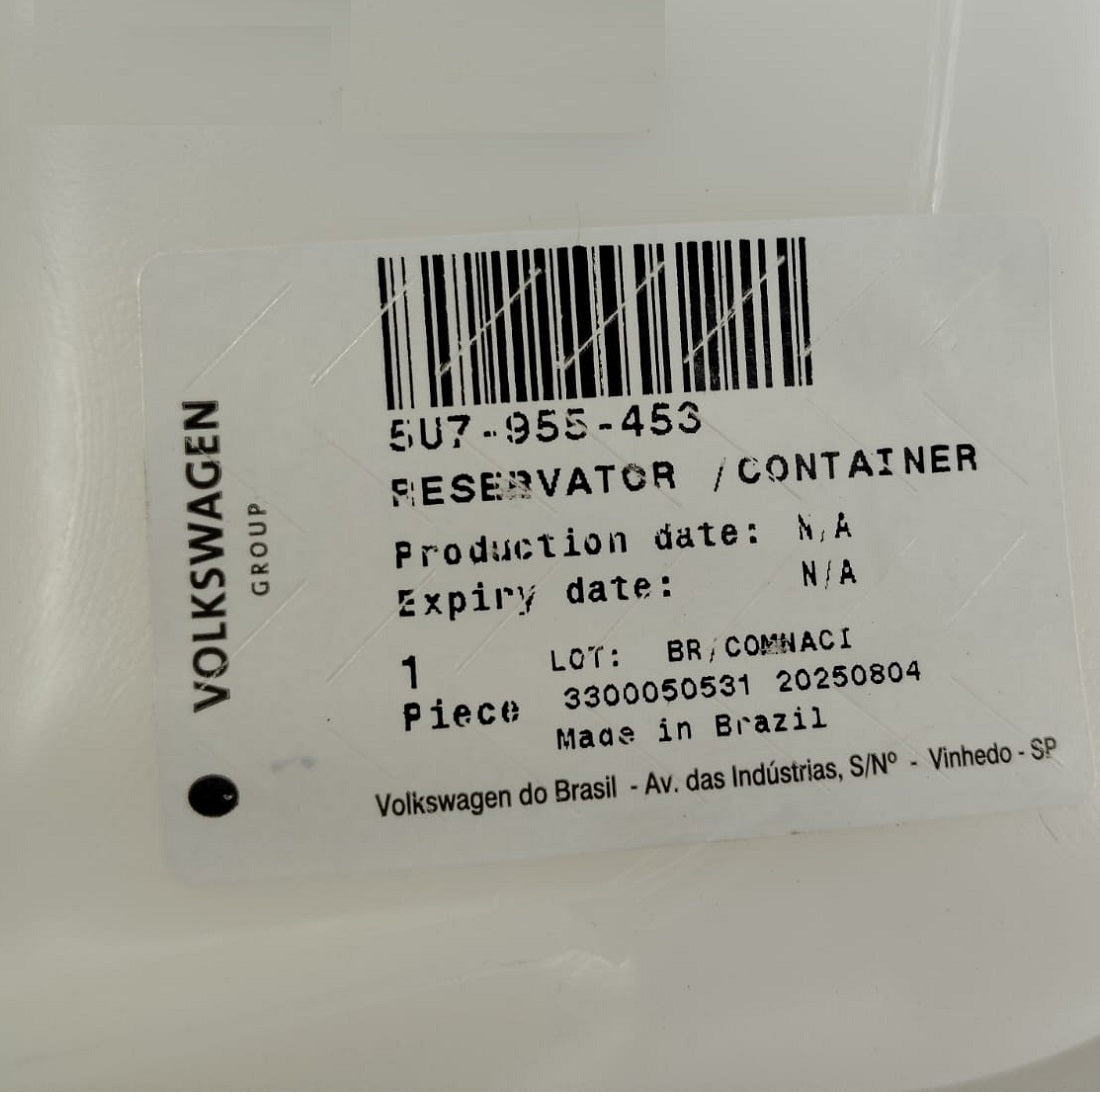 VOLKSWAGEN
GROUP
5U7-955-453
RESERVATOR /CONTAINER
Production date: N/A
Expiry date: N/A
1 Piece
LOT: BR/COMNACI
3300050531 20250804
Made in Brazil
Volkswagen do Brasil - Av. das Indústrias, S/Nº - Vinhedo - SP